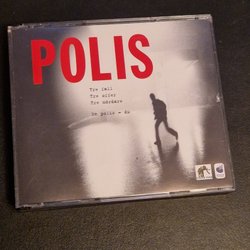 POLIS
Tre fall
Tre offer
Tre mördare
En polis - du